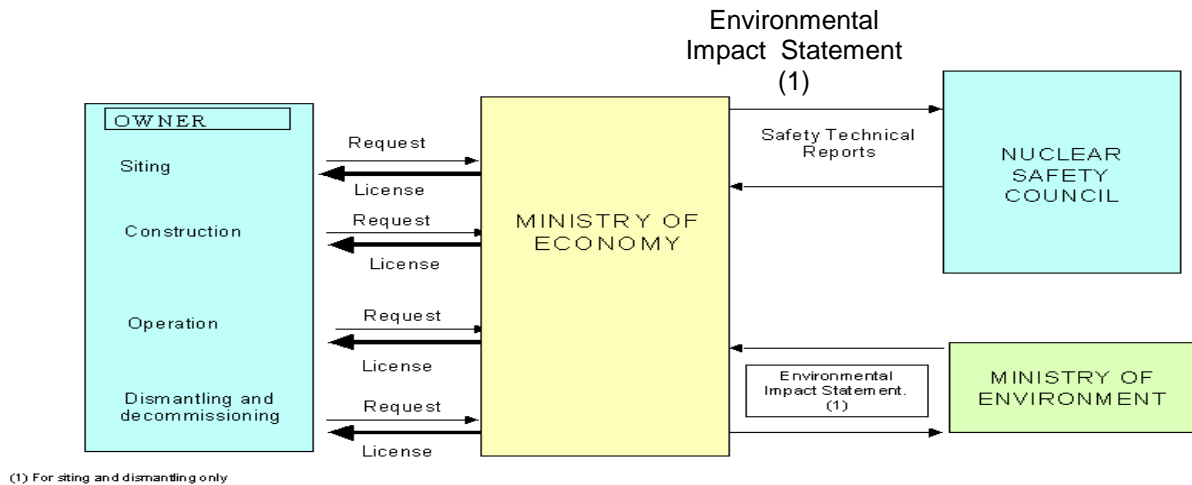 Environmental
Impact Statement
(1)
OWNER
Siting
Construction
Operation
Dismantling and
decommissioning
Request
License
Request
License
Request
License
Request
License
MINISTRY OF
ECONOMY
Safety Technical
Reports
NUCLEAR
SAFETY
COUNCIL
Environmental
Impact Statement.
(1)
MINISTRY OF
ENVIRONMENT
(1) For siting and dismantling only